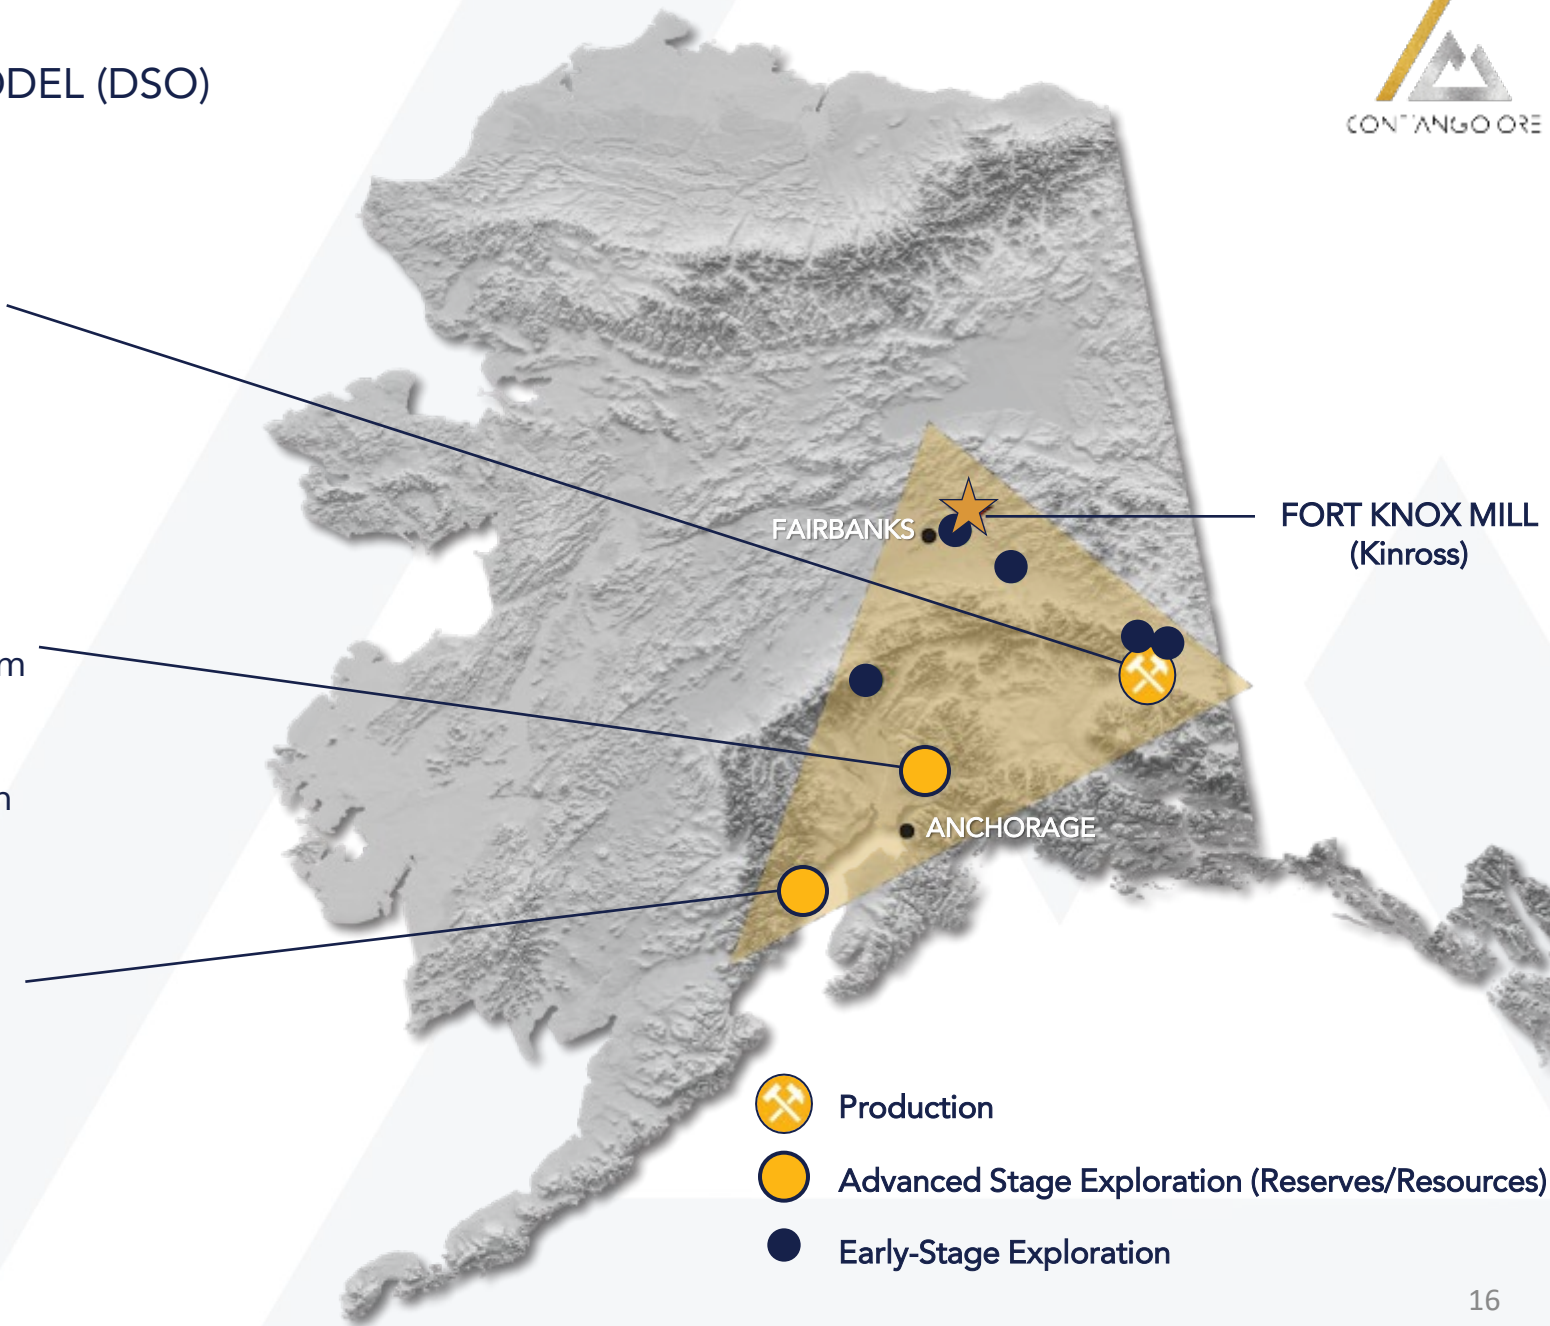 ODEL (DSO)
CONTANGO ORE
FAIRBANKS
FORT KNOX MILL
(Kinross)
m
n
ANCHORAGE
Production
Advanced Stage Exploration (Reserves/Resources)
Early-Stage Exploration
16